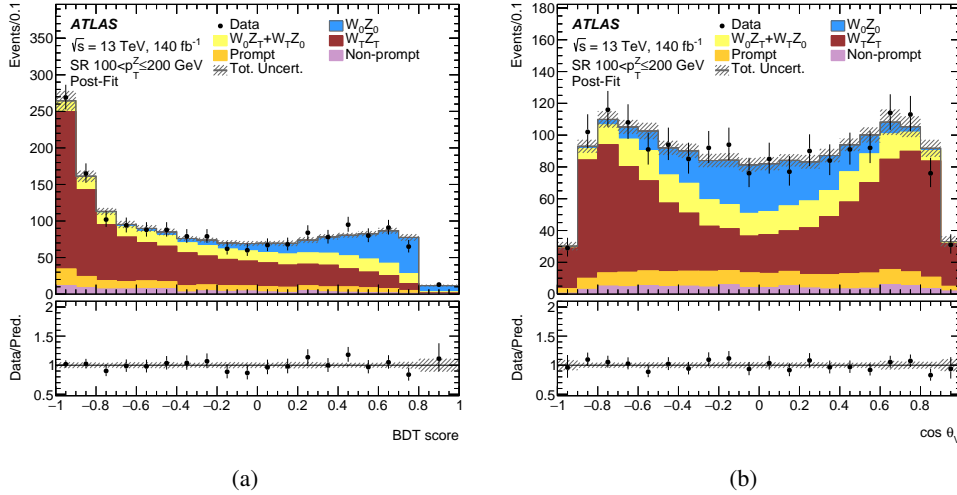 Events/0.1
350
300
250
200
150
100
50
0
ATLAS
√s = 13 TeV, 140 fb⁻¹
SR 100<p_T^Z≤200 GeV
Post-Fit
Data
W₀Z_T+W_TZ₀
Prompt
Tot. Uncert.
W₀Z₀
W_TZ_T
Non-prompt
Data/Pred.
2
1.5
1
0.5
−1 −0.8 −0.6 −0.4 −0.2 0 0.2 0.4 0.6 0.8 1
BDT score
(a)
Events/0.1
180
160
140
120
100
80
60
40
20
0
ATLAS
√s = 13 TeV, 140 fb⁻¹
SR 100<p_T^Z≤200 GeV
Post-Fit
Data
W₀Z_T+W_TZ₀
Prompt
Tot. Uncert.
W₀Z₀
W_TZ_T
Non-prompt
Data/Pred.
2
1.5
1
0.5
−1 −0.8 −0.6 −0.4 −0.2 0 0.2 0.4 0.6 0.8
cos θ
(b)